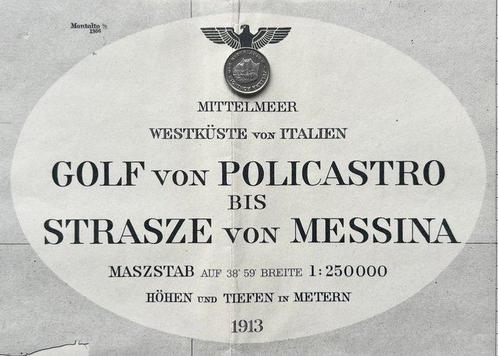 Montalto
1956
MITTELMEER
WESTKÜSTE VON ITALIEN
GOLF VON POLICASTRO
BIS
STRASZE VON MESSINA
MASZSTAB AUF 38° 59' BREITE 1:250000
HÖHEN UND TIEFEN IN METERN
1913